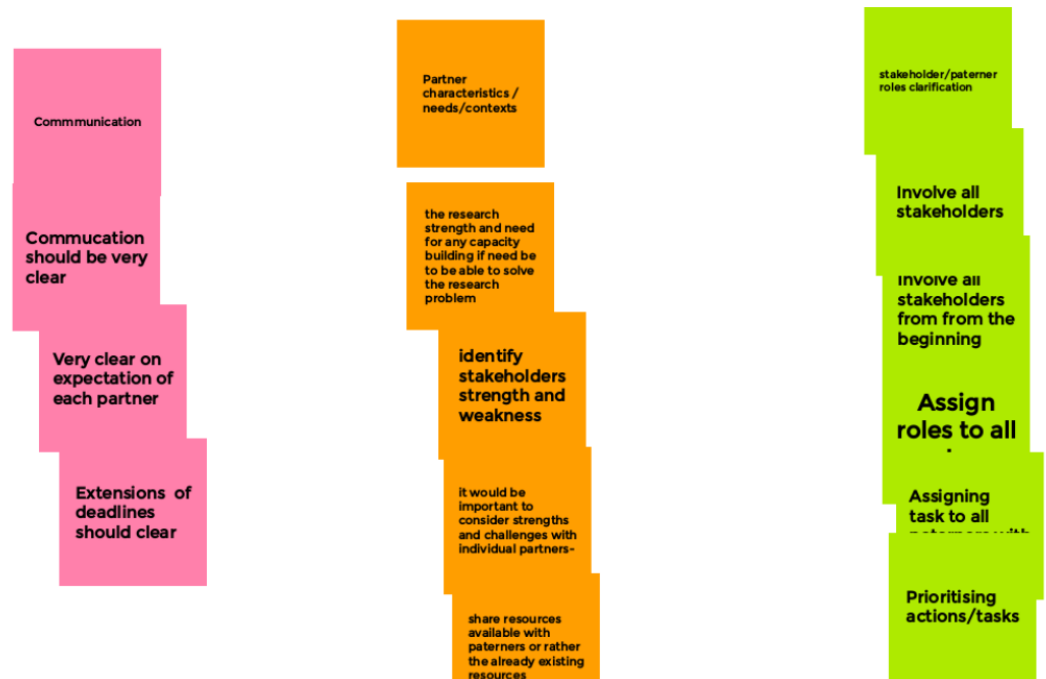 Commmunication
Commucation
should be very
clear
Very clear on
expectation of
each partner
Extensions of
deadlines
should clear
Partner
characteristics /
needs/contexts
the research
strength and need
for any capacity
building if need be
to be able to solve
the research
problem
identify
stakeholders
strength and
weakness
it would be
important to
consider strengths
and challenges with
individual partners-
share resources
available with
paterners or rather
the already existing
resources
stakeholder/paterner
roles clarification
Involve all
stakeholders
Involve all
stakeholders
from from the
beginning
Assign
roles to all
Assigning
task to all
paterners with
Prioritising
actions/tasks